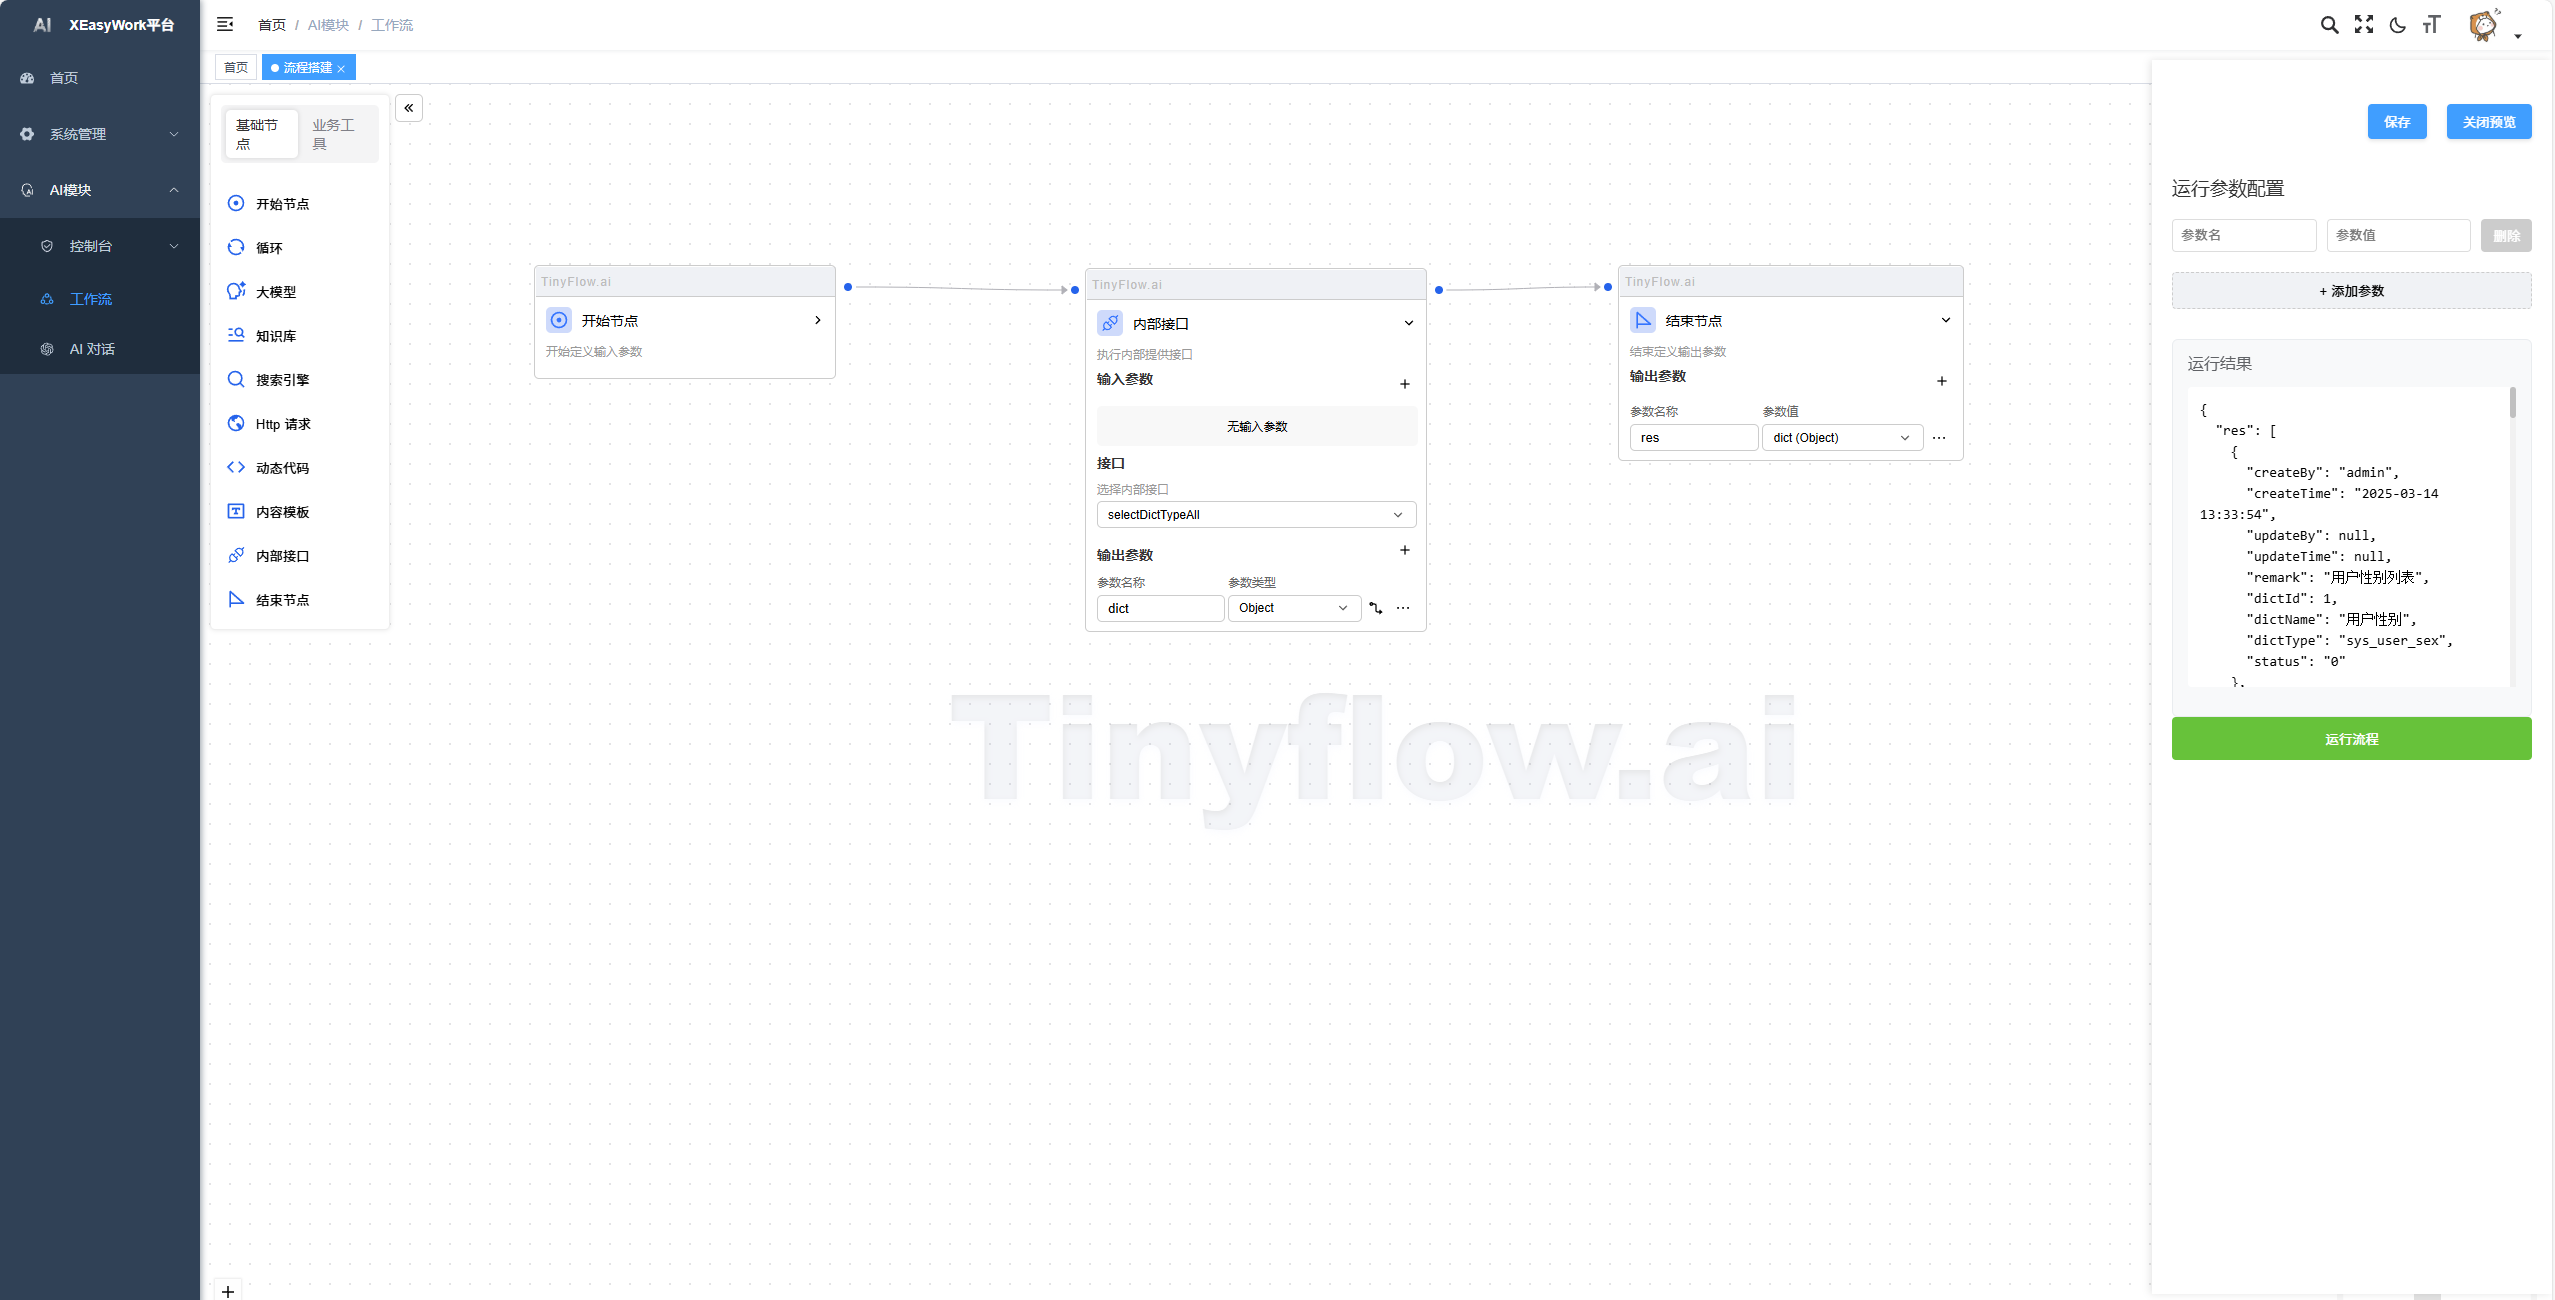 AI XEasyWork平台
首页
系统管理
AI模块
控制台
工作流
AI 对话
首页 / AI模块 / 工作流
首页
流程搭建 ×
基础节点
业务工具
开始节点
循环
大模型
知识库
搜索引擎
Http 请求
动态代码
内容模板
内部接口
结束节点
TinyFlow.ai
开始节点
开始定义输入参数
TinyFlow.ai
内部接口
执行内部提供接口
输入参数
无输入参数
接口
选择内部接口
selectDictTypeAll
输出参数
参数名称 参数类型
dict Object
TinyFlow.ai
结束节点
结束定义输出参数
输出参数
参数名称 参数值
res dict (Object)
Tinyflow.ai
保存 关闭预览
运行参数配置
参数名 参数值 删除
+ 添加参数
运行结果
{
"res": [
{
"createBy": "admin",
"createTime": "2025-03-14
13:33:54",
"updateBy": null,
"updateTime": null,
"remark": "用户性别列表",
"dictId": 1,
"dictName": "用户性别",
"dictType": "sys_user_sex",
"status": "0"
},
运行流程